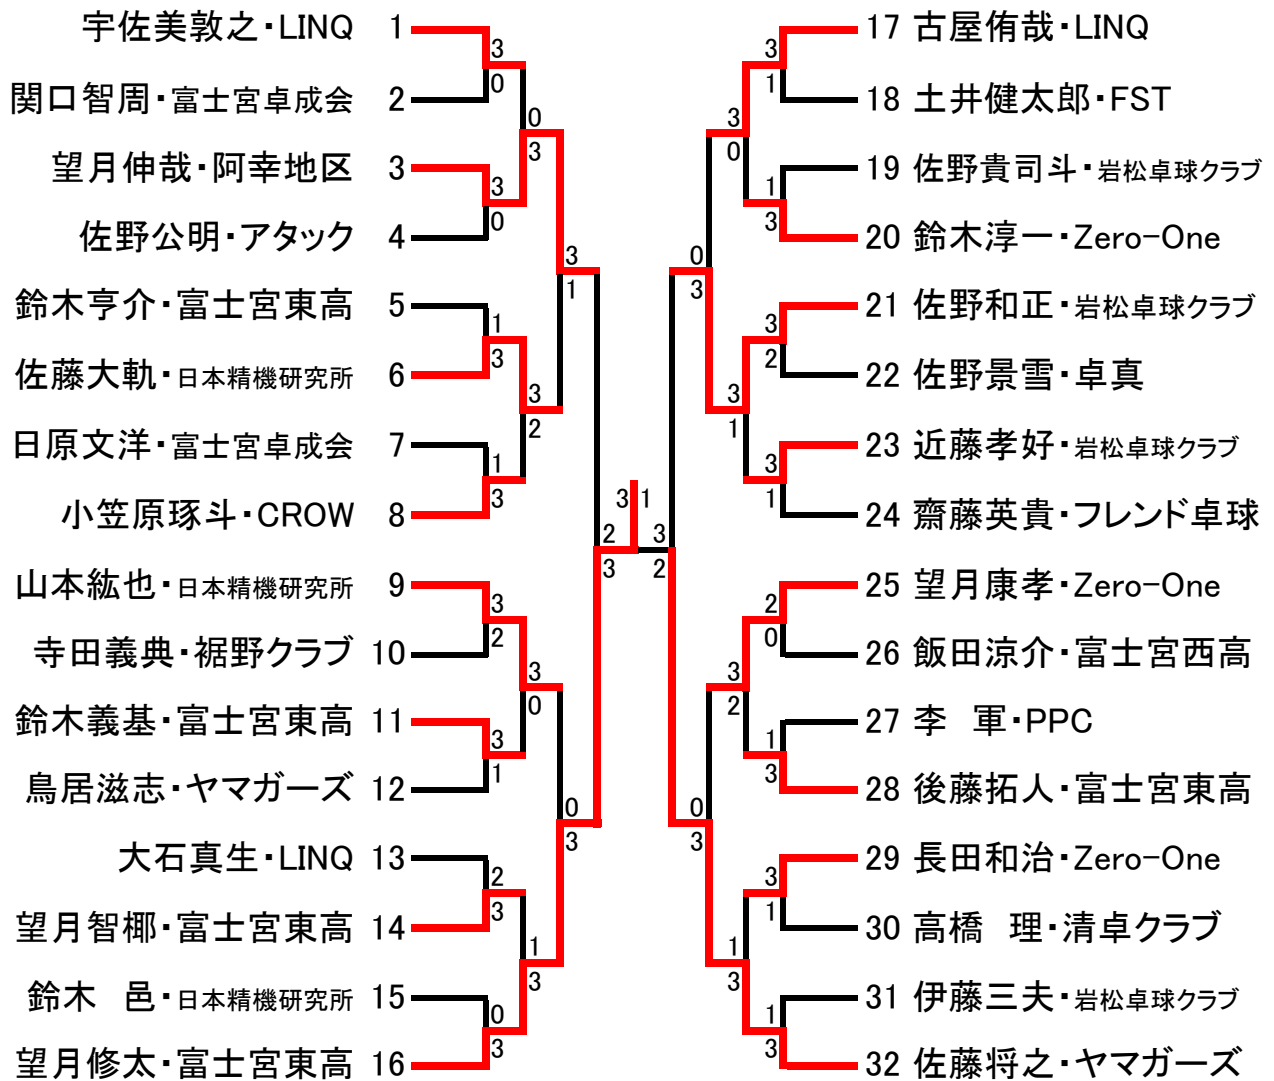 宇佐美敦之・LINQ 1
関口智周・富士宮卓成会 2
望月伸哉・阿幸地区 3
佐野公明・アタック 4
鈴木亨介・富士宮東高 5
佐藤大軌・日本精機研究所 6
日原文洋・富士宮卓成会 7
小笠原琢斗・CROW 8
山本紘也・日本精機研究所 9
寺田義典・裾野クラブ 10
鈴木義基・富士宮東高 11
鳥居滋志・ヤマガーズ 12
大石真生・LINQ 13
望月智梛・富士宮東高 14
鈴木　邑・日本精機研究所 15
望月修太・富士宮東高 16
3
0
3
0
1
3
1
3
3
2
3
1
2
3
0
3
0
3
3
2
3
0
1
3
3
1
0
3
2
3
3 1
3
2
0
3
0
3
3
0
3
1
3
2
1
3
3
1
1
3
3
2
3
1
2
0
1
3
3
1
1
3
17 古屋侑哉・LINQ
18 土井健太郎・FST
19 佐野貴司斗・岩松卓球クラブ
20 鈴木淳一・Zero-One
21 佐野和正・岩松卓球クラブ
22 佐野景雪・卓真
23 近藤孝好・岩松卓球クラブ
24 齋藤英貴・フレンド卓球
25 望月康孝・Zero-One
26 飯田涼介・富士宮西高
27 李　軍・PPC
28 後藤拓人・富士宮東高
29 長田和治・Zero-One
30 高橋　理・清卓クラブ
31 伊藤三夫・岩松卓球クラブ
32 佐藤将之・ヤマガーズ